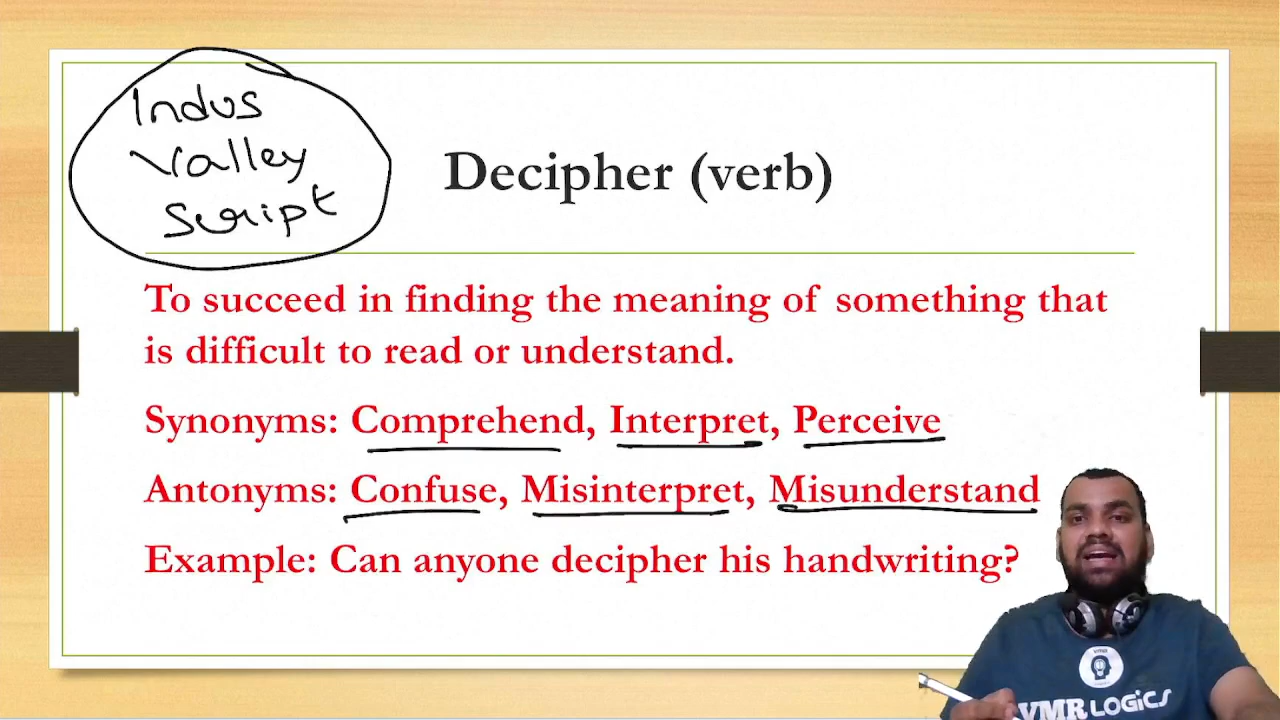 Indus
Valley
Script
Decipher (verb)
To succeed in finding the meaning of something that
is difficult to read or understand.
Synonyms: Comprehend, Interpret, Perceive
Antonyms: Confuse, Misinterpret, Misunderstand
Example: Can anyone decipher his handwriting?
VMR
VMR LOGICS